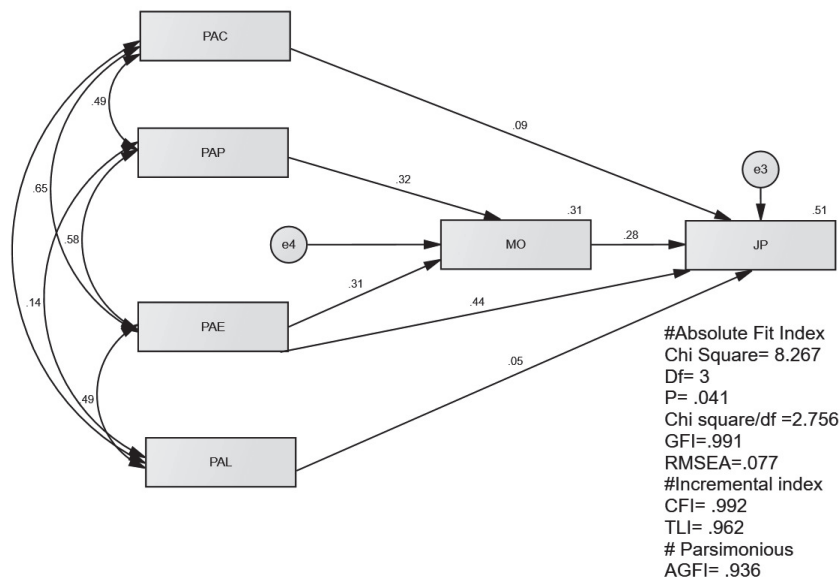 PAC
.49
.09
PAP
e3
.65
.32
.31
.51
.58
e4
MO
.28
JP
.31
.14
PAE
.44
.05
49
PAL
#Absolute Fit Index
Chi Square= 8.267
Df= 3
P= .041
Chi square/df =2.756
GFI=.991
RMSEA=.077
#Incremental index
CFI= .992
TLI= .962
# Parsimonious
AGFI= .936